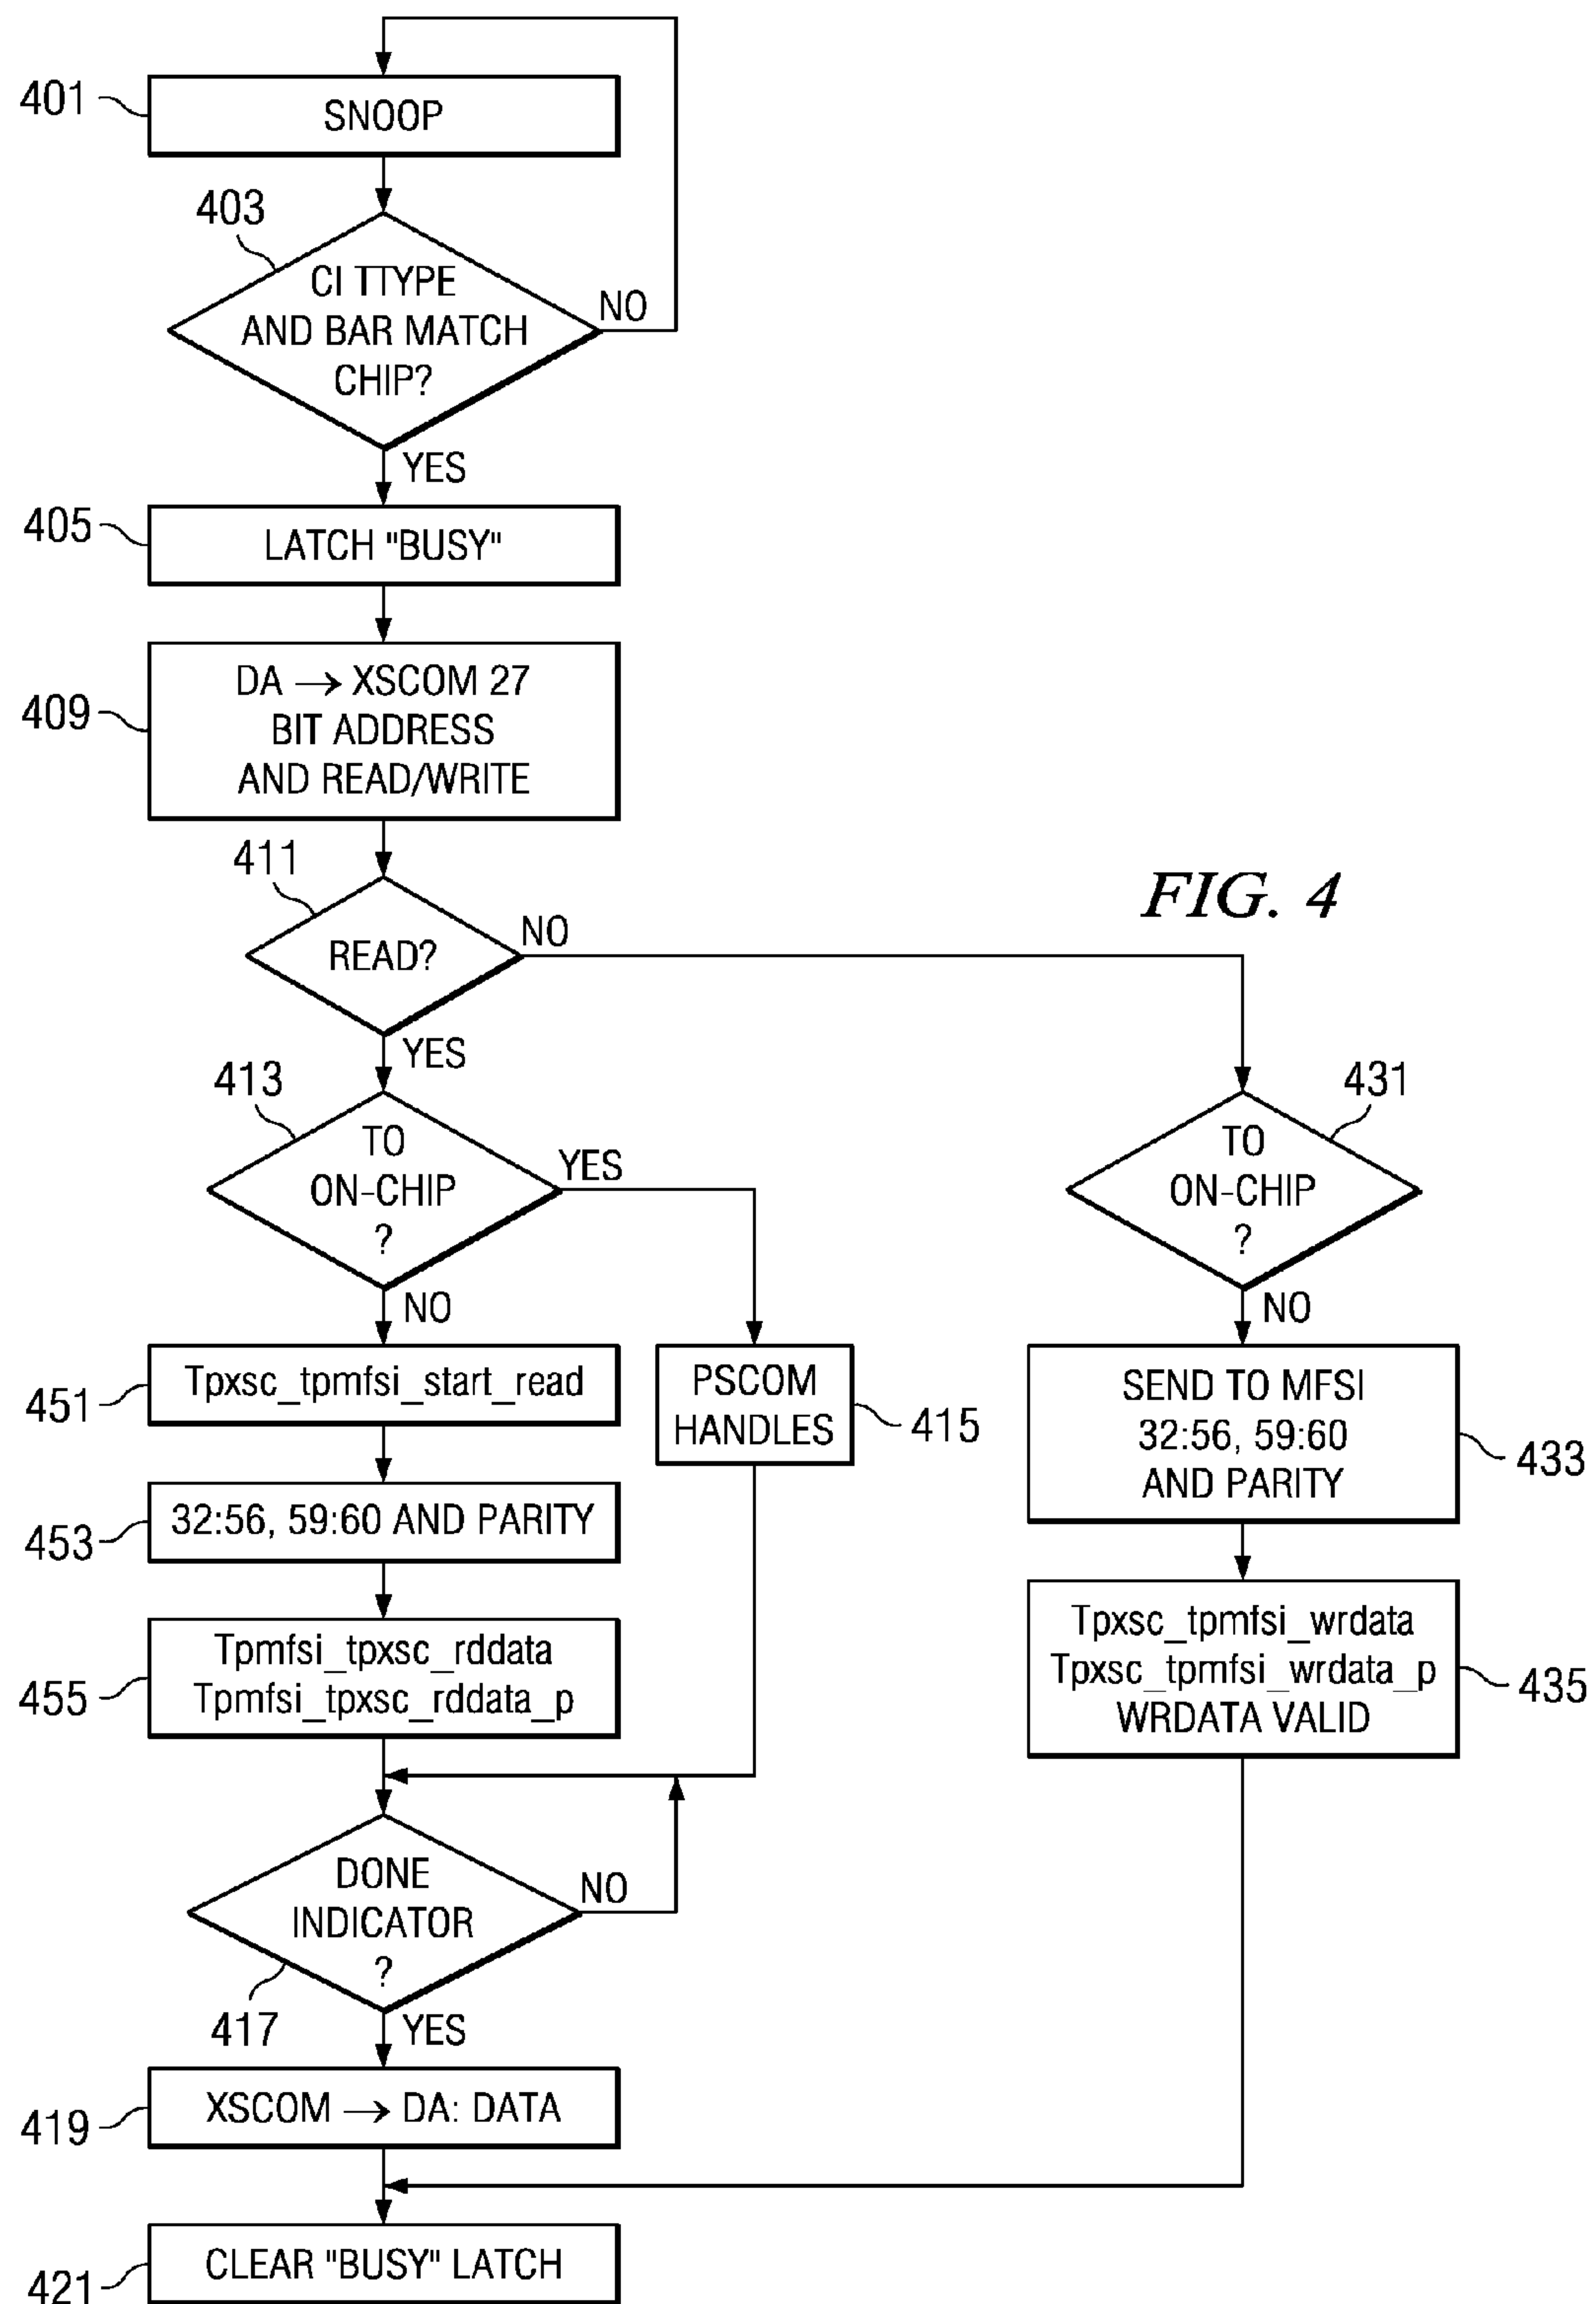 401
SNOOP
403
CI TTYPE
AND BAR MATCH
CHIP?
NO
YES
405
LATCH "BUSY"
409
DA → XSCOM 27
BIT ADDRESS
AND READ/WRITE
411
READ?
NO
FIG. 4
YES
413
TO
ON-CHIP
?
YES
NO
431
TO
ON-CHIP
?
NO
451
Tpxsc_tpmfsi_start_read
PSCOM
HANDLES
415
SEND TO MFSI
32:56, 59:60
AND PARITY
433
453
32:56, 59:60 AND PARITY
455
Tpmfsi_tpxsc_rddata
Tpmfsi_tpxsc_rddata_p
Tpxsc_tpmfsi_wrdata
Tpxsc_tpmfsi_wrdata_p
WRDATA VALID
435
DONE
INDICATOR
?
NO
417
YES
419
XSCOM → DA: DATA
421
CLEAR "BUSY" LATCH